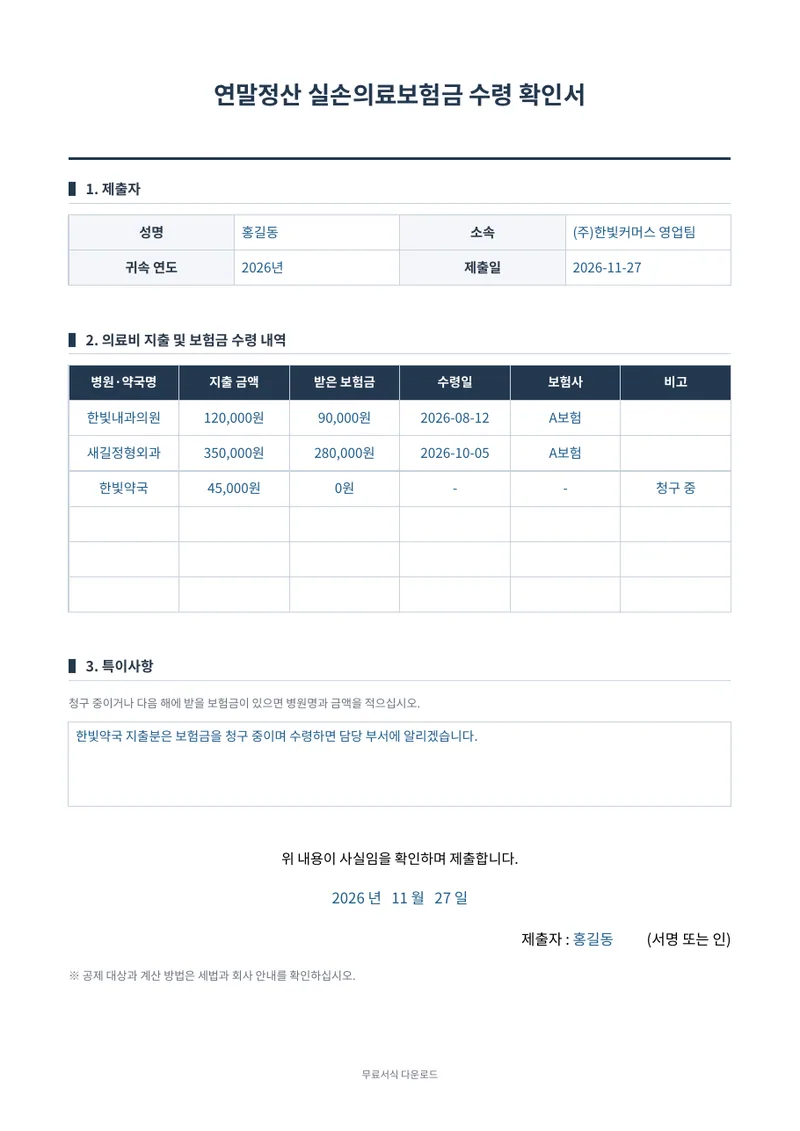 연말정산 실손의료보험금 수령 확인서
1. 제출자
성명 홍길동 소속 (주)한빛커머스 영업팀
귀속 연도 2026년 제출일 2026-11-27
2. 의료비 지출 및 보험금 수령 내역
병원·약국명 지출 금액 받은 보험금 수령일 보험사 비고
한빛내과의원 120,000원 90,000원 2026-08-12 A보험
새길정형외과 350,000원 280,000원 2026-10-05 A보험
한빛약국 45,000원 0원 - - 청구 중
3. 특이사항
청구 중이거나 다음 해에 받을 보험금이 있으면 병원명과 금액을 적으십시오.
한빛약국 지출분은 보험금을 청구 중이며 수령하면 담당 부서에 알리겠습니다.
위 내용이 사실임을 확인하며 제출합니다.
2026 년 11 월 27 일
제출자 : 홍길동 (서명 또는 인)
※ 공제 대상과 계산 방법은 세법과 회사 안내를 확인하십시오.
무료서식 다운로드